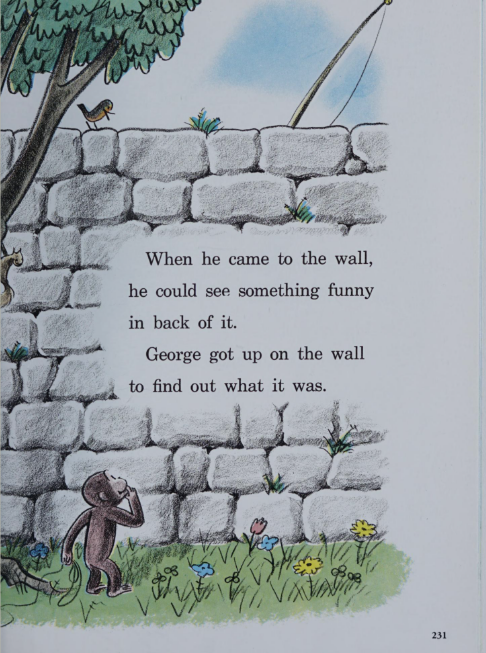 When he came to the wall,
he could see something funny
in back of it.
George got up on the wall
to find out what it was.
231